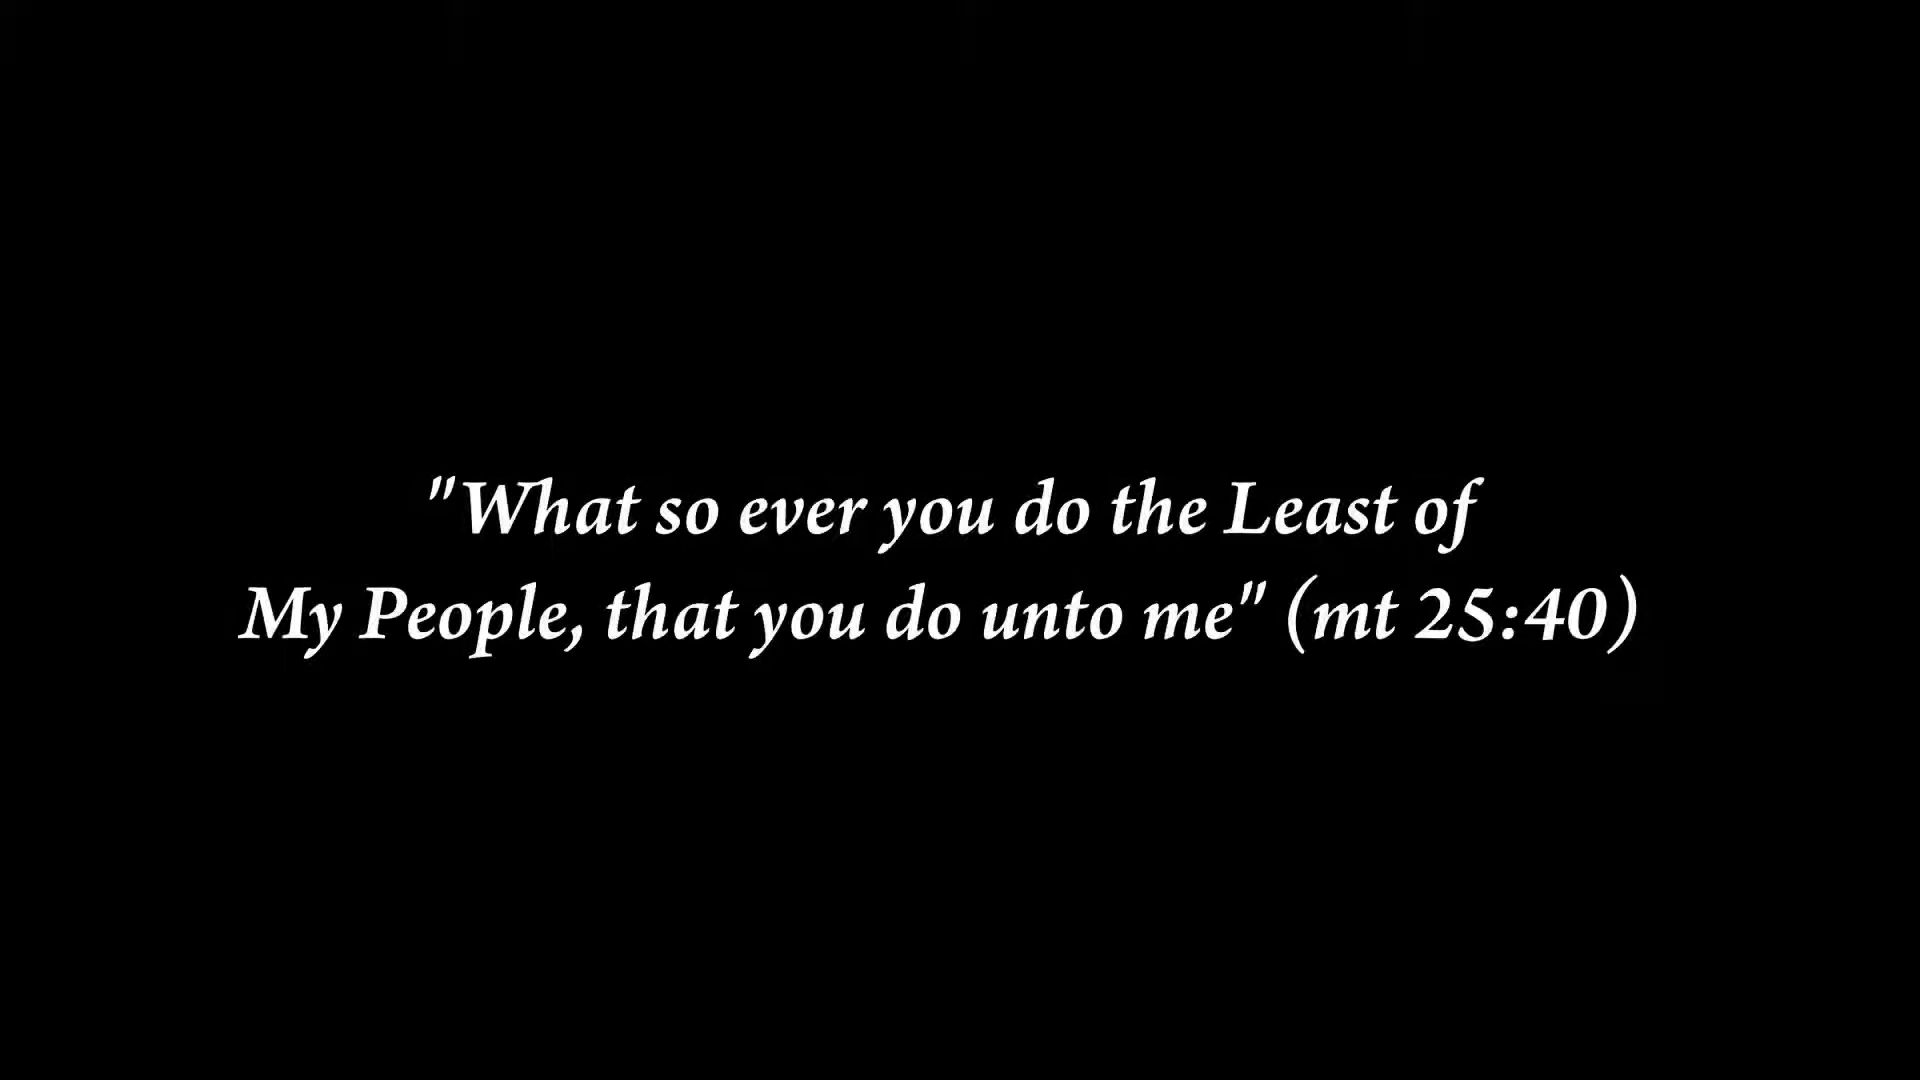 "What so ever you do the Least of
My People, that you do unto me" (mt 25:40)